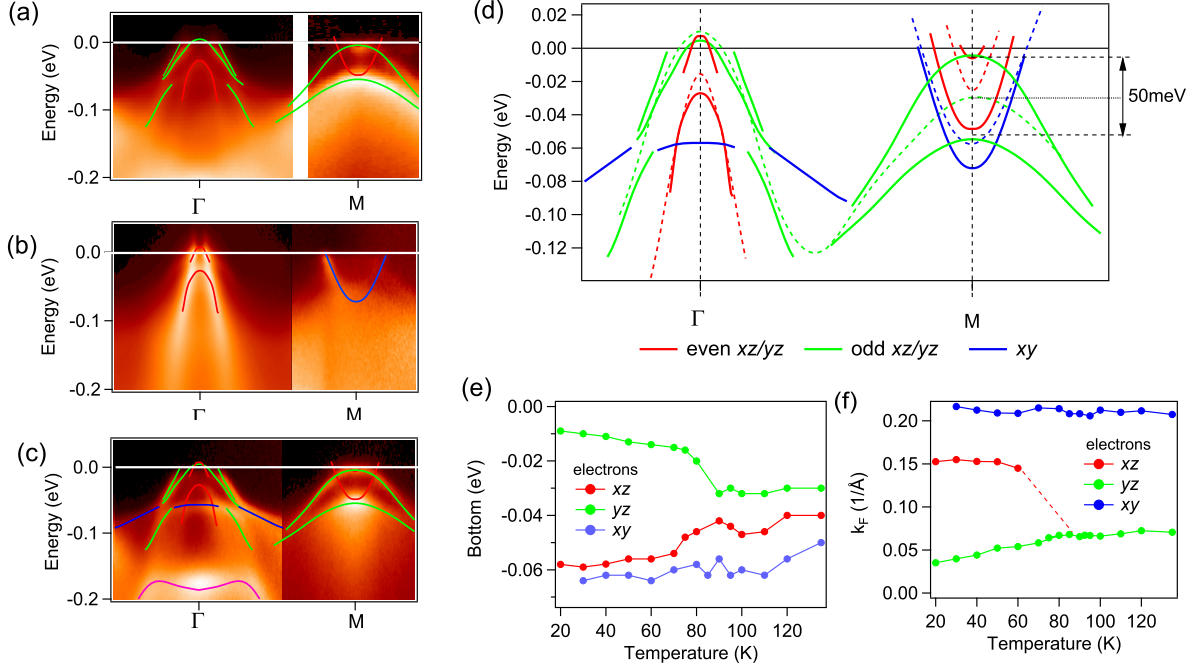 (a)
Energy (eV)
0.0
-0.1
-0.2
Γ
M
(b)
Energy (eV)
0.0
-0.1
-0.2
Γ
M
(c)
Energy (eV)
0.0
-0.1
-0.2
Γ
M
(d)
Energy (eV)
0.02
0.00
-0.02
-0.04
-0.06
-0.08
-0.10
-0.12
50meV
Γ
M
even xz/yz
odd xz/yz
xy
(e)
Bottom (eV)
0.00
-0.02
-0.04
-0.06
electrons
xz
yz
xy
20 40 60 80 100 120
Temperature (K)
(f)
kF (1/Å)
0.20
0.15
0.10
0.05
0.00
electrons
xz
yz
xy
20 40 60 80 100 120
Temperature (K)